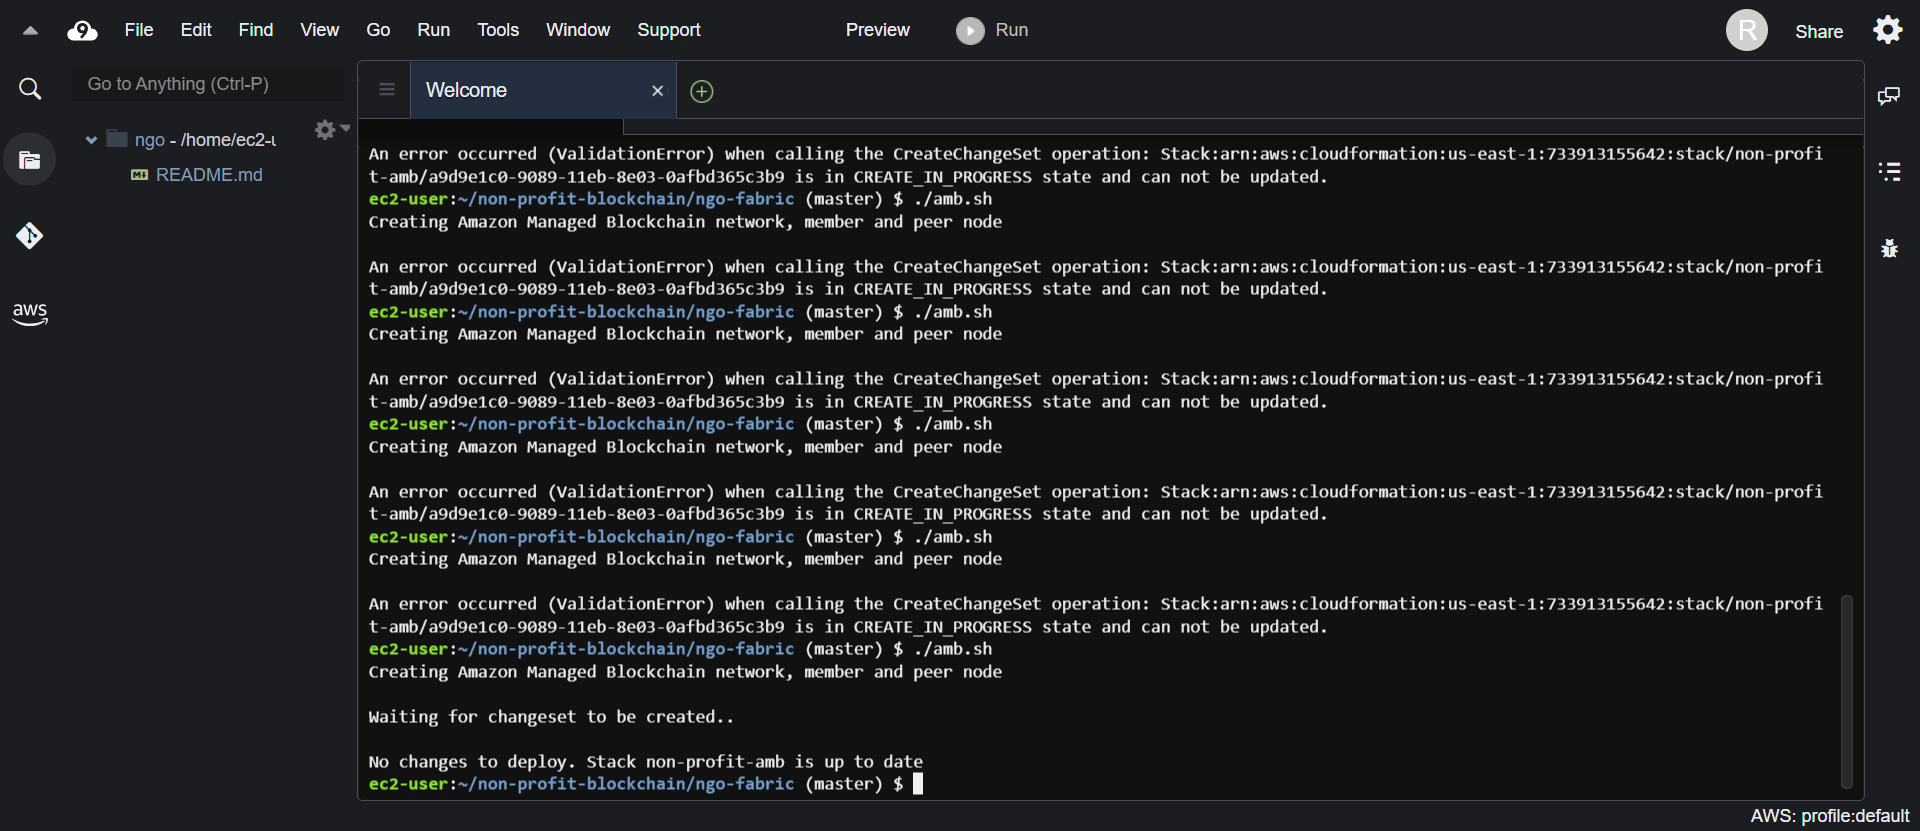 File Edit Find View Go Run Tools Window Support Preview Run R Share
Go to Anything (Ctrl-P)
Welcome
ngo - /home/ec2-u
README.md
aws
An error occurred (ValidationError) when calling the CreateChangeSet operation: Stack:arn:aws:cloudformation:us-east-1:733913155642:stack/non-profi
t-amb/a9d9e1c0-9089-11eb-8e03-0afbd365c3b9 is in CREATE_IN_PROGRESS state and can not be updated.
ec2-user:~/non-profit-blockchain/ngo-fabric (master) $ ./amb.sh
Creating Amazon Managed Blockchain network, member and peer node
An error occurred (ValidationError) when calling the CreateChangeSet operation: Stack:arn:aws:cloudformation:us-east-1:733913155642:stack/non-profi
t-amb/a9d9e1c0-9089-11eb-8e03-0afbd365c3b9 is in CREATE_IN_PROGRESS state and can not be updated.
ec2-user:~/non-profit-blockchain/ngo-fabric (master) $ ./amb.sh
Creating Amazon Managed Blockchain network, member and peer node
An error occurred (ValidationError) when calling the CreateChangeSet operation: Stack:arn:aws:cloudformation:us-east-1:733913155642:stack/non-profi
t-amb/a9d9e1c0-9089-11eb-8e03-0afbd365c3b9 is in CREATE_IN_PROGRESS state and can not be updated.
ec2-user:~/non-profit-blockchain/ngo-fabric (master) $ ./amb.sh
Creating Amazon Managed Blockchain network, member and peer node
An error occurred (ValidationError) when calling the CreateChangeSet operation: Stack:arn:aws:cloudformation:us-east-1:733913155642:stack/non-profi
t-amb/a9d9e1c0-9089-11eb-8e03-0afbd365c3b9 is in CREATE_IN_PROGRESS state and can not be updated.
ec2-user:~/non-profit-blockchain/ngo-fabric (master) $ ./amb.sh
Creating Amazon Managed Blockchain network, member and peer node
An error occurred (ValidationError) when calling the CreateChangeSet operation: Stack:arn:aws:cloudformation:us-east-1:733913155642:stack/non-profi
t-amb/a9d9e1c0-9089-11eb-8e03-0afbd365c3b9 is in CREATE_IN_PROGRESS state and can not be updated.
ec2-user:~/non-profit-blockchain/ngo-fabric (master) $ ./amb.sh
Creating Amazon Managed Blockchain network, member and peer node
Waiting for changeset to be created..
No changes to deploy. Stack non-profit-amb is up to date
ec2-user:~/non-profit-blockchain/ngo-fabric (master) $
AWS: profile:default